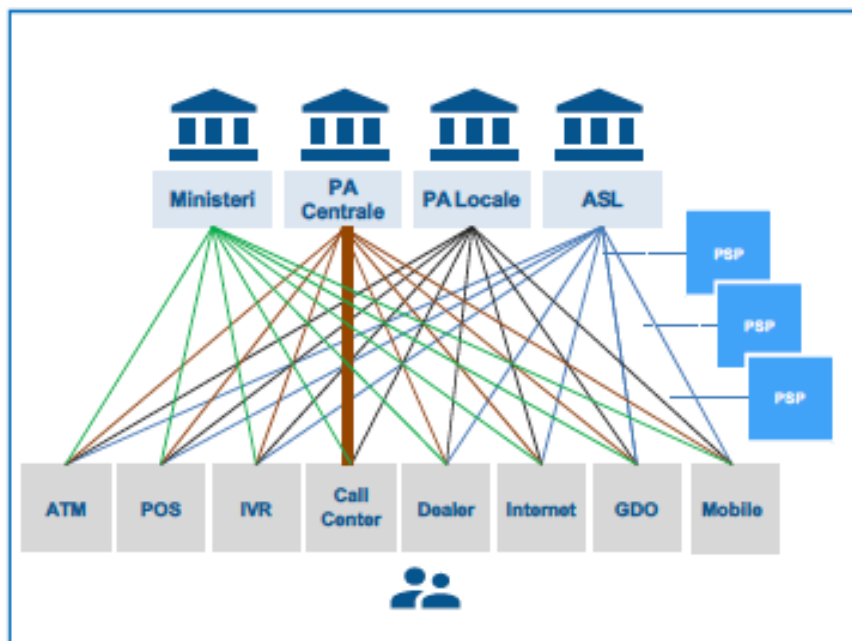 Ministeri
PA
Centrale
PA Locale
ASL
PSP
PSP
PSP
ATM
POS
IVR
Call
Center
Dealer
Internet
GDO
Mobile